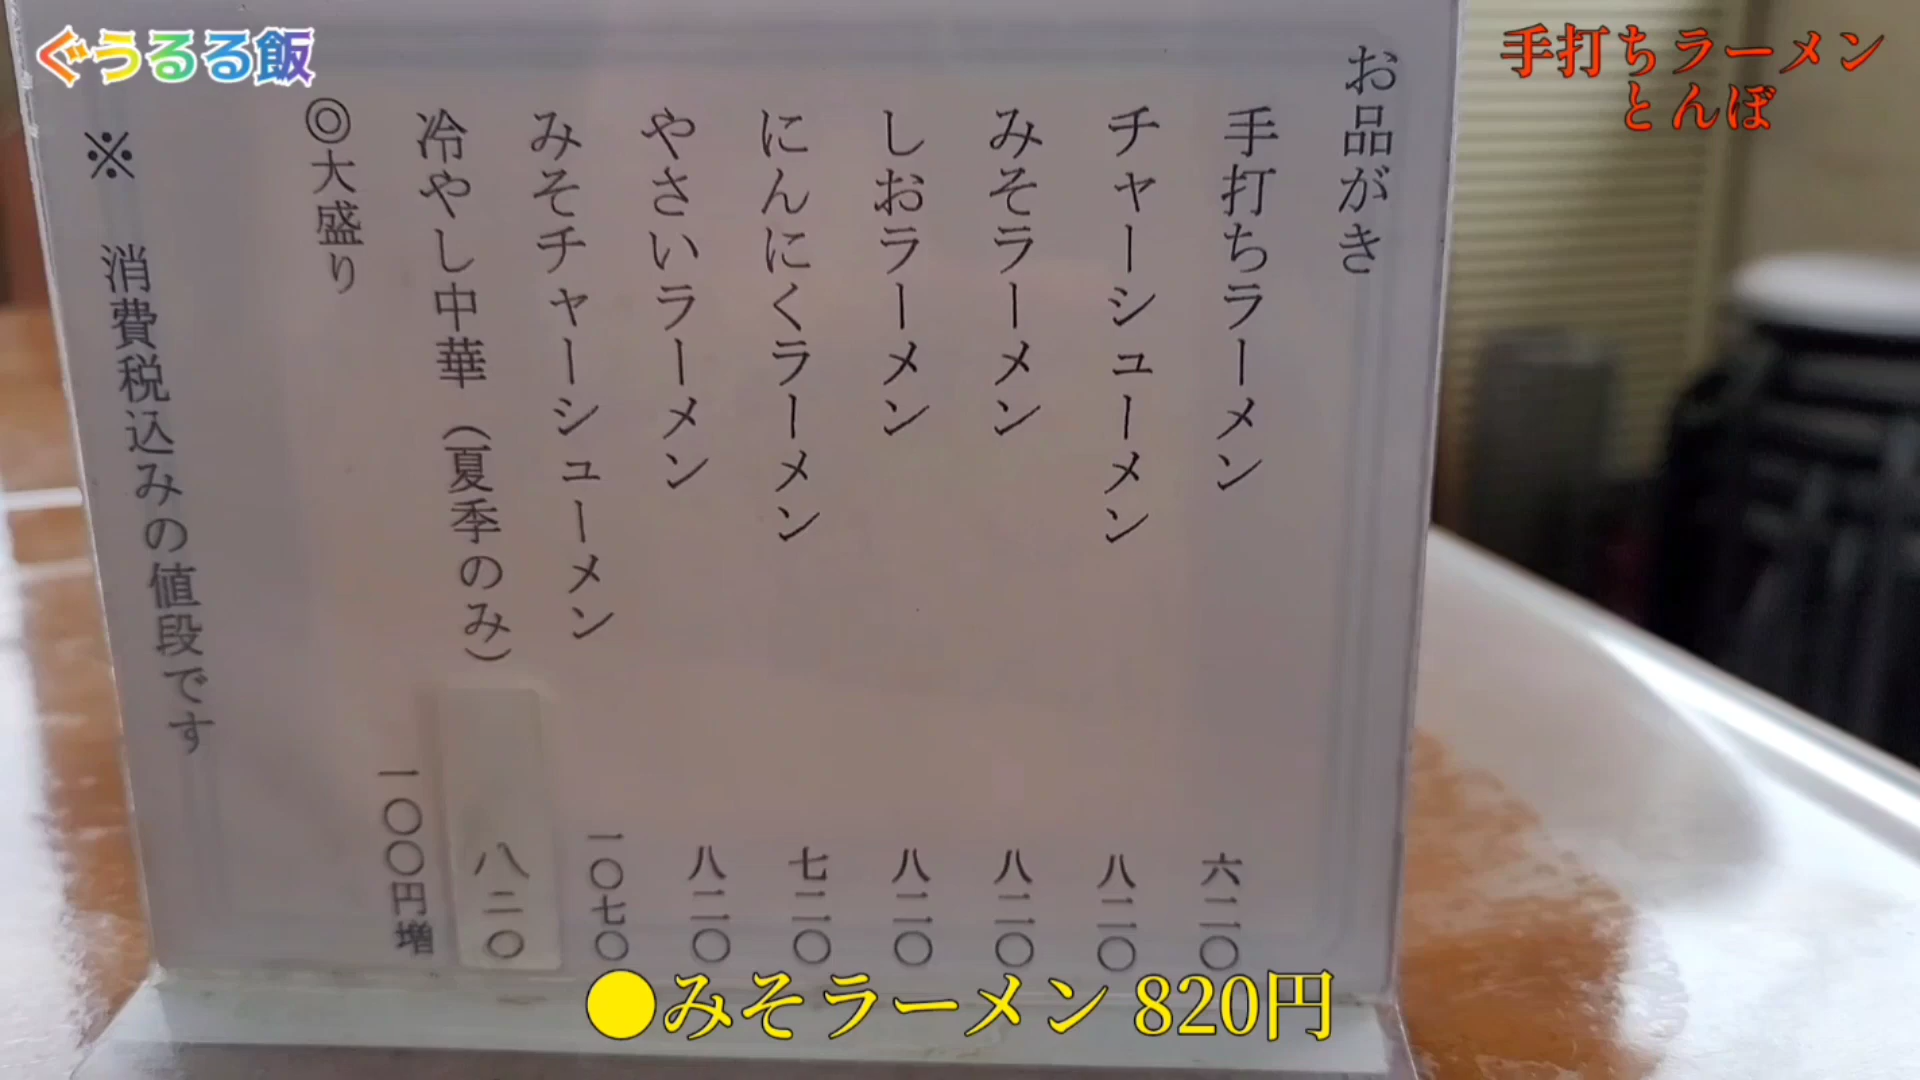 ぐうるる飯
手打ちラーメン
とんぼ
お品がき
手打ちラーメン 六二〇
チャーシューメン 八二〇
みそラーメン 八二〇
しおラーメン 八二〇
にんにくラーメン 七二〇
やさいラーメン 八二〇
みそチャーシューメン 一〇七〇
冷やし中華（夏季のみ） 八二〇
◎大盛り 一〇〇円増
※ 消費税込みの値段です
●みそラーメン 820円